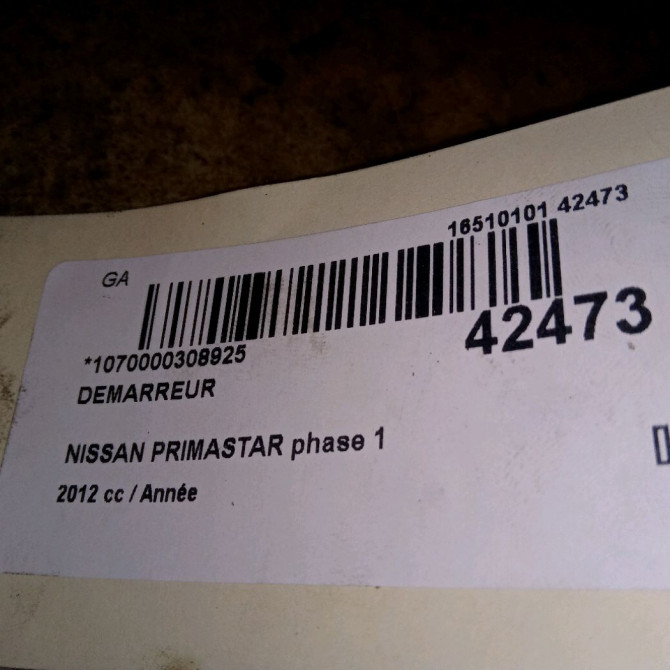 16510101 42473
GA
42473
*1070000308925
DEMARREUR
NISSAN PRIMASTAR phase 1
2012 cc / Année